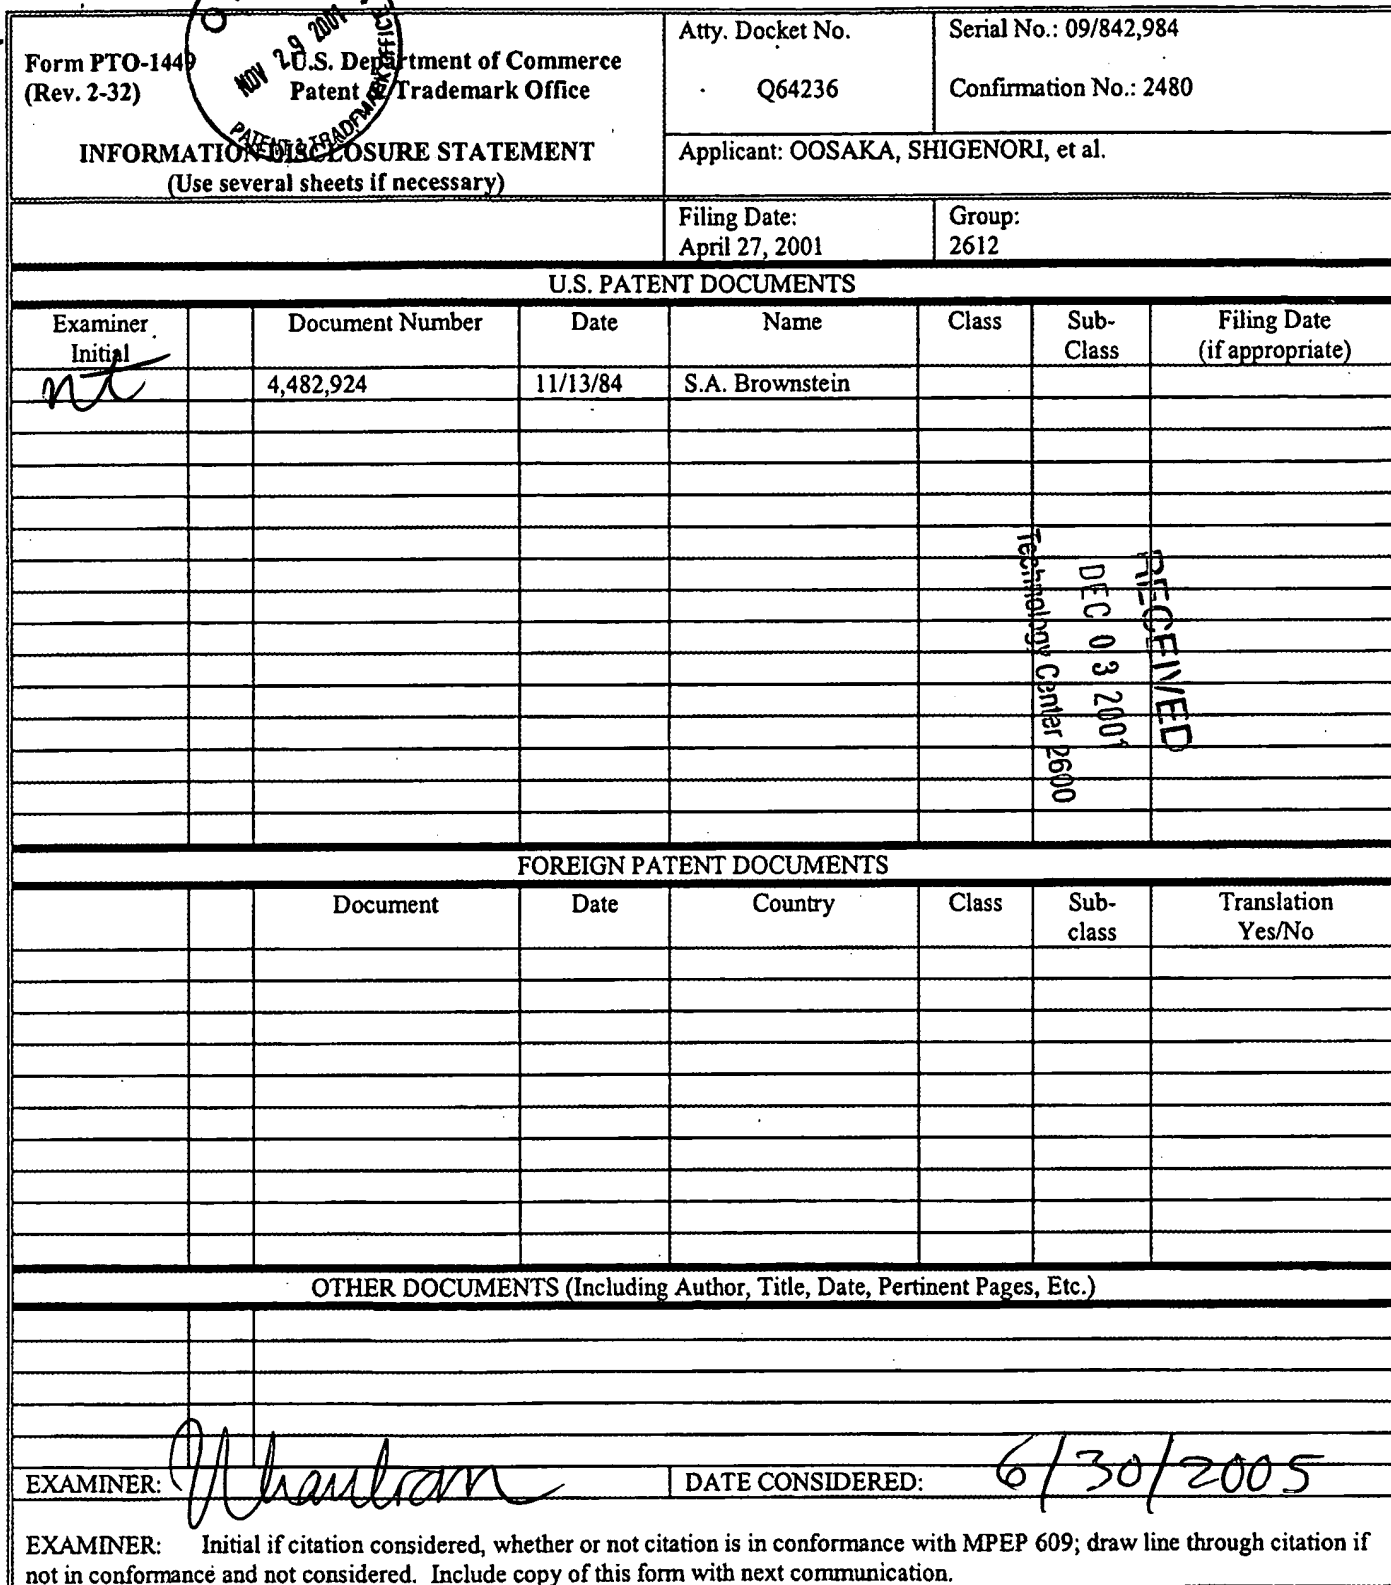 Form PTO-1449
(Rev. 2-32)
U.S. Department of Commerce
Patent & Trademark Office
INFORMATION DISCLOSURE STATEMENT
(Use several sheets if necessary)
NOV 29 2001
PATENT & TRADEMARK OFFICE
Atty. Docket No.
Q64236
Serial No.: 09/842,984
Confirmation No.: 2480
Applicant: OOSAKA, SHIGENORI, et al.
Filing Date:
April 27, 2001
Group:
2612
U.S. PATENT DOCUMENTS
Examiner Initial Document Number Date Name Class Sub-Class Filing Date (if appropriate)
nt 4,482,924 11/13/84 S.A. Brownstein
RECEIVED
DEC 03 2001
Technology Center 2600
FOREIGN PATENT DOCUMENTS
Document Date Country Class Sub-class Translation Yes/No
OTHER DOCUMENTS (Including Author, Title, Date, Pertinent Pages, Etc.)
EXAMINER: DATE CONSIDERED: 6/30/2005
EXAMINER: Initial if citation considered, whether or not citation is in conformance with MPEP 609; draw line through citation if
not in conformance and not considered. Include copy of this form with next communication.